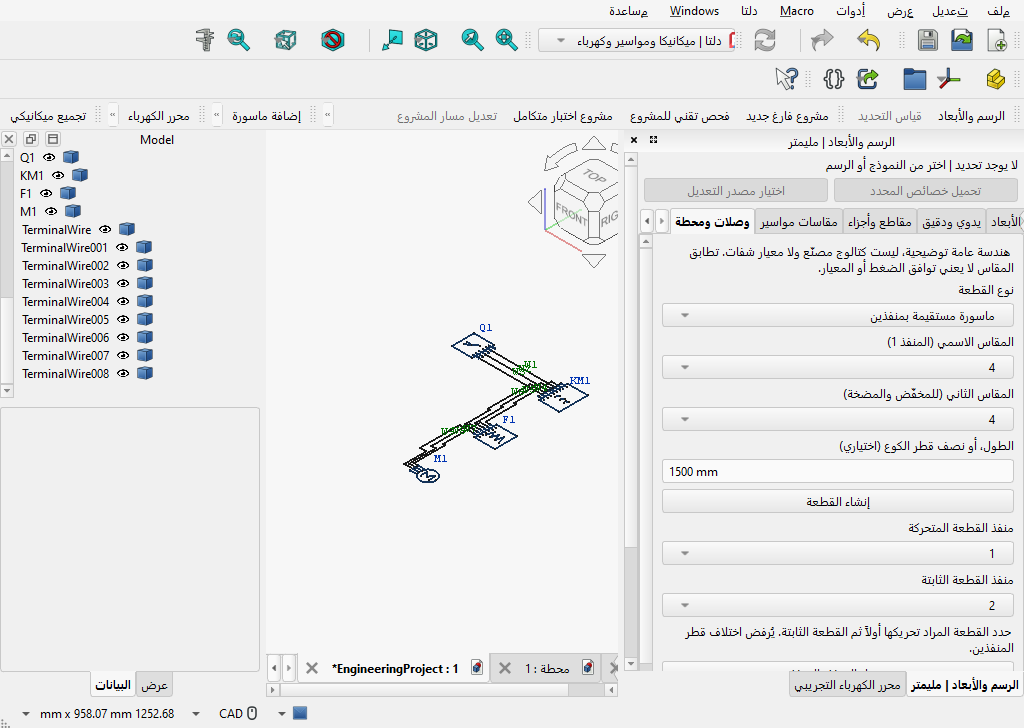 ملف تعديل عرض أدوات Macro دلتا Windows مساعدة
دلتا | ميكانيكا ومواسير وكهرباء
الرسم والأبعاد قياس التحديد مشروع فارغ جديد فحص تقني للمشروع مشروع اختبار متكامل تعديل مسار المشروع إضافة ماسورة محرر الكهرباء تجميع ميكانيكي
Model
Q1
KM1
F1
M1
TerminalWire
TerminalWire001
TerminalWire002
TerminalWire003
TerminalWire004
TerminalWire005
TerminalWire006
TerminalWire007
TerminalWire008
عرض البيانات
TOP
FRONT
RIG
Q1
KM1
F1
M1
محطة : 1
*EngineeringProject : 1
الرسم والأبعاد | مليمتر
لا يوجد تحديد | اختر من النموذج أو الرسم
تحميل خصائص المحدد اختيار مصدر التعديل
الأبعاد يدوي ودقيق مقاطع وأجزاء مقاسات مواسير وصلات ومحطة
هندسة عامة توضيحية، ليست كتالوج مصنّع ولا معيار شفات. تطابق
المقاس لا يعني توافق الضغط أو المعيار.
نوع القطعة
ماسورة مستقيمة بمنفذين
المقاس الاسمي (المنفذ 1)
4
المقاس الثاني (للمخفّض والمضخة)
4
الطول، أو نصف قطر الكوع (اختياري)
1500 mm
إنشاء القطعة
منفذ القطعة المتحركة
1
منفذ القطعة الثابتة
2
حدد القطعة المراد تحريكها أولاً ثم القطعة الثابتة. يُرفض اختلاف قطر
المنفذين.
الرسم والأبعاد | مليمتر محرر الكهرباء التجريبي
CAD
1252.68 mm x 958.07 mm